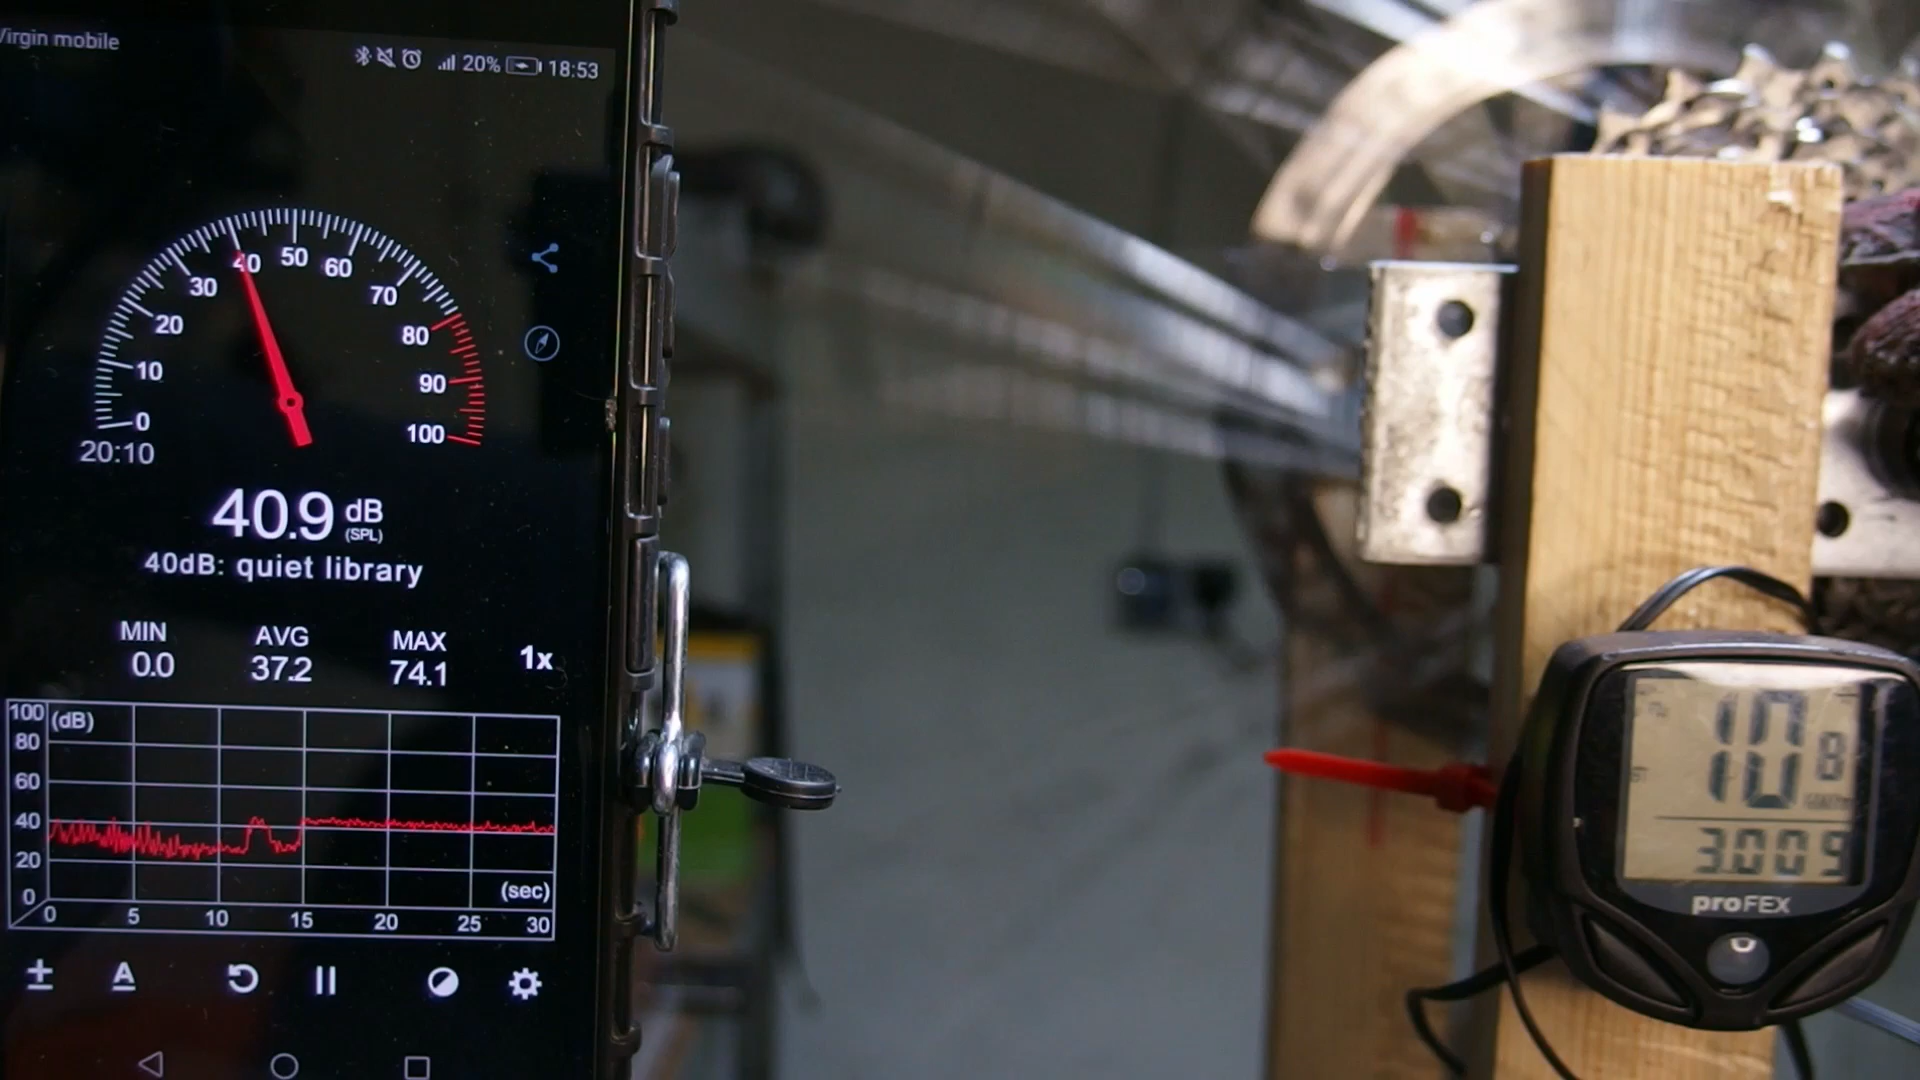 Virgin mobile
20% 18:53
0 10 20 30 40 50 60 70 80 90 100
20:10
40.9 dB
(SPL)
40dB: quiet library
MIN AVG MAX
0.0 37.2 74.1 1x
100 (dB)
80
60
40
20
0 (sec)
0 5 10 15 20 25 30
A
10.8
3.009
proFEX